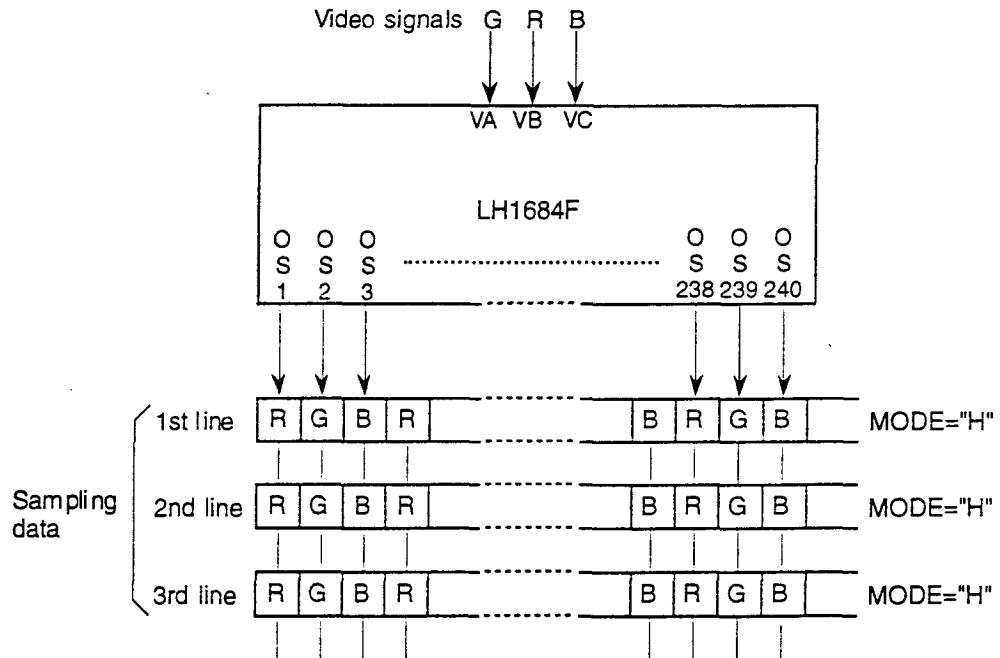 Video signals G R B
VA VB VC
LH1684F
O O O O O O
S S S S S S
1 2 3 238 239 240
1st line R G B R B R G B MODE="H"
Sampling data
2nd line R G B R B R G B MODE="H"
3rd line R G B R B R G B MODE="H"